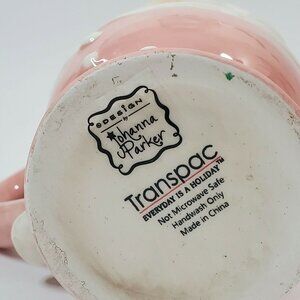 DESIGN
by
Johanna
Parker
Transpac
EVERYDAY IS A HOLIDAY™
Not Microwave Safe
Handwash Only
Made in China